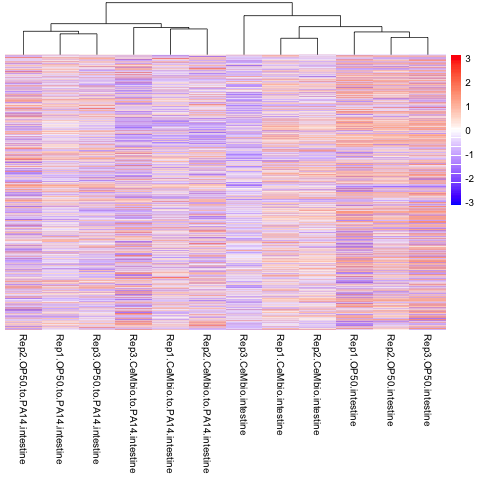 3
2
1
0
-1
-2
-3
Rep2.OP50.to.PA14.intestine
Rep1.OP50.to.PA14.intestine
Rep3.OP50.to.PA14.intestine
Rep3.CeMbio.to.PA14.intestine
Rep1.CeMbio.to.PA14.intestine
Rep2.CeMbio.to.PA14.intestine
Rep3.CeMbio.intestine
Rep1.CeMbio.intestine
Rep2.CeMbio.intestine
Rep1.OP50.intestine
Rep2.OP50.intestine
Rep3.OP50.intestine